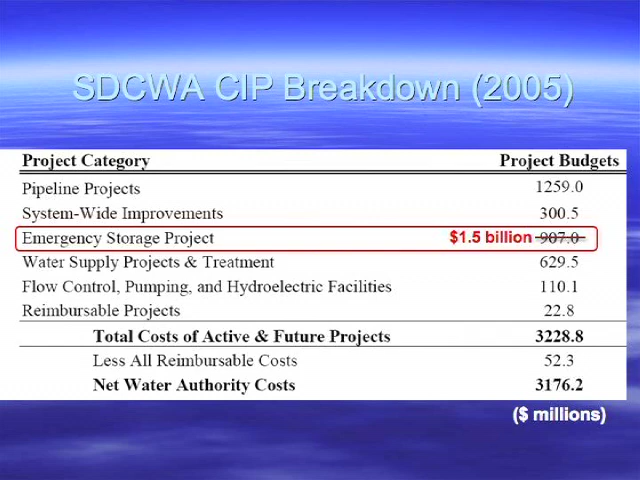 SDCWA CIP Breakdown (2005)
Project Category Project Budgets
Pipeline Projects 1259.0
System-Wide Improvements 300.5
Emergency Storage Project $1.5 billion 907.0
Water Supply Projects & Treatment 629.5
Flow Control, Pumping, and Hydroelectric Facilities 110.1
Reimbursable Projects 22.8
Total Costs of Active & Future Projects 3228.8
Less All Reimbursable Costs 52.3
Net Water Authority Costs 3176.2
($ millions)